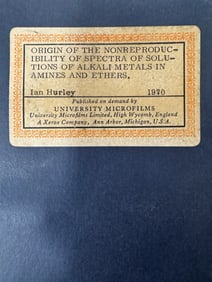 ORIGIN OF THE NONREPRODUC-
IBILITY OF SPECTRA OF SOLU-
TIONS OF ALKALI METALS IN
AMINES AND ETHERS.
Ian Hurley 1970
Published on demand by
UNIVERSITY MICROFILMS
University Microfilms Limited, High Wycomb, England
A Xerox Company, Ann Arbor, Michigan, U.S.A.